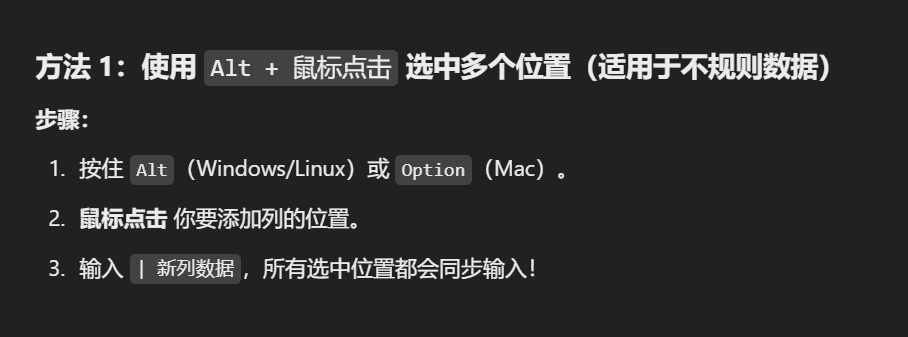 方法 1：使用 Alt + 鼠标点击 选中多个位置（适用于不规则数据）
步骤：
1. 按住 Alt（Windows/Linux）或 Option（Mac）。
2. 鼠标点击 你要添加列的位置。
3. 输入 | 新列数据，所有选中位置都会同步输入！